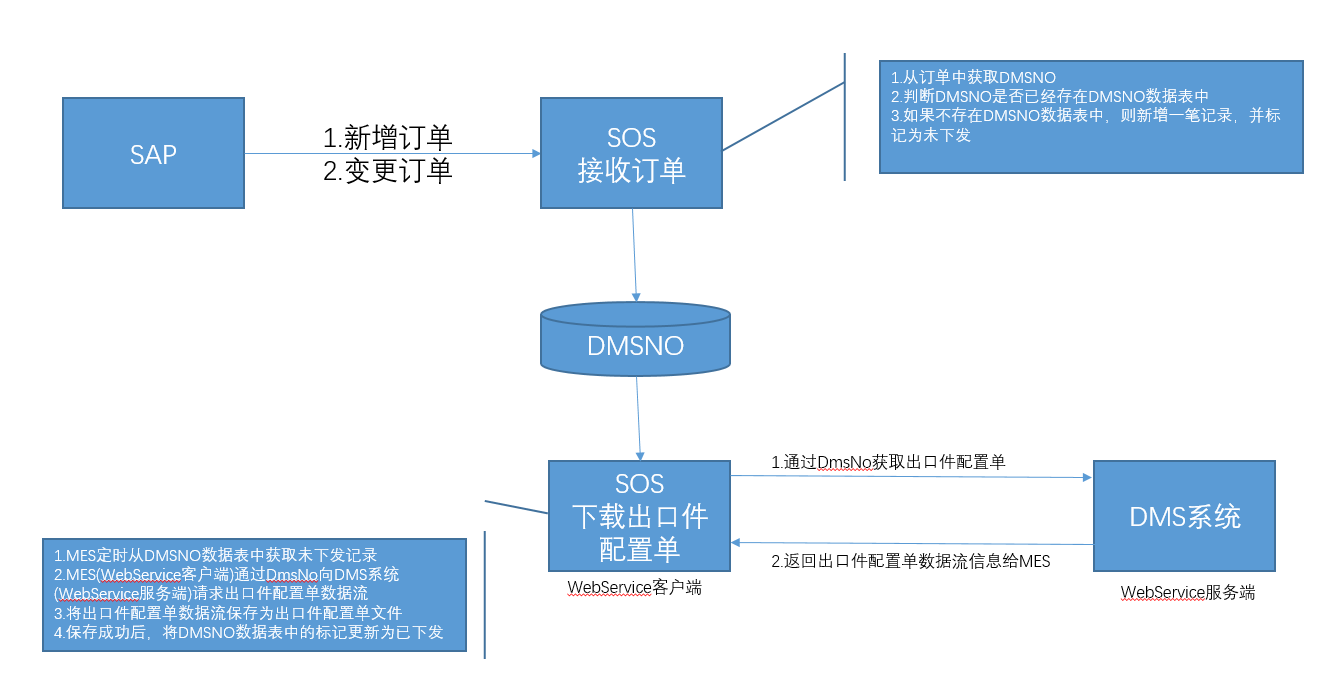 SAP
1.新增订单
2.变更订单
SOS
接收订单
1.从订单中获取DMSNO
2.判断DMSNO是否已经存在DMSNO数据表中
3.如果不存在DMSNO数据表中，则新增一笔记录，并标
记为未下发
DMSNO
SOS
下载出口件
配置单
WebService客户端
1.通过DmsNo获取出口件配置单
2.返回出口件配置单数据流信息给MES
DMS系统
WebService服务端
1.MES定时从DMSNO数据表中获取未下发记录
2.MES(WebService客户端)通过DmsNo向DMS系统
(WebService服务端)请求出口件配置单数据流
3.将出口件配置单数据流保存为出口件配置单文件
4.保存成功后，将DMSNO数据表中的标记更新为已下发